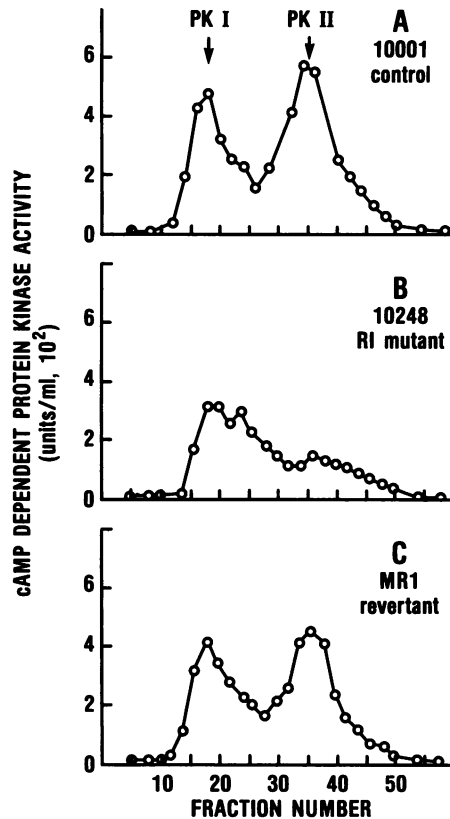 PK I PK II
A
10001
control
6
4
2
0
B
10248
RI mutant
6
4
2
0
C
MR1
revertant
6
4
2
0
10 20 30 40 50
FRACTION NUMBER
cAMP DEPENDENT PROTEIN KINASE ACTIVITY
(units/ml, 10²)